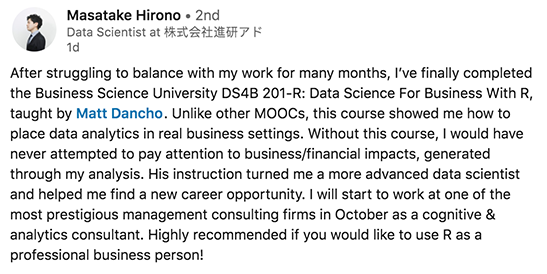 Masatake Hirono • 2nd
Data Scientist at 株式会社進研アド
1d
After struggling to balance with my work for many months, I've finally completed
the Business Science University DS4B 201-R: Data Science For Business With R,
taught by Matt Dancho. Unlike other MOOCs, this course showed me how to
place data analytics in real business settings. Without this course, I would have
never attempted to pay attention to business/financial impacts, generated
through my analysis. His instruction turned me a more advanced data scientist
and helped me find a new career opportunity. I will start to work at one of the
most prestigious management consulting firms in October as a cognitive &
analytics consultant. Highly recommended if you would like to use R as a
professional business person!